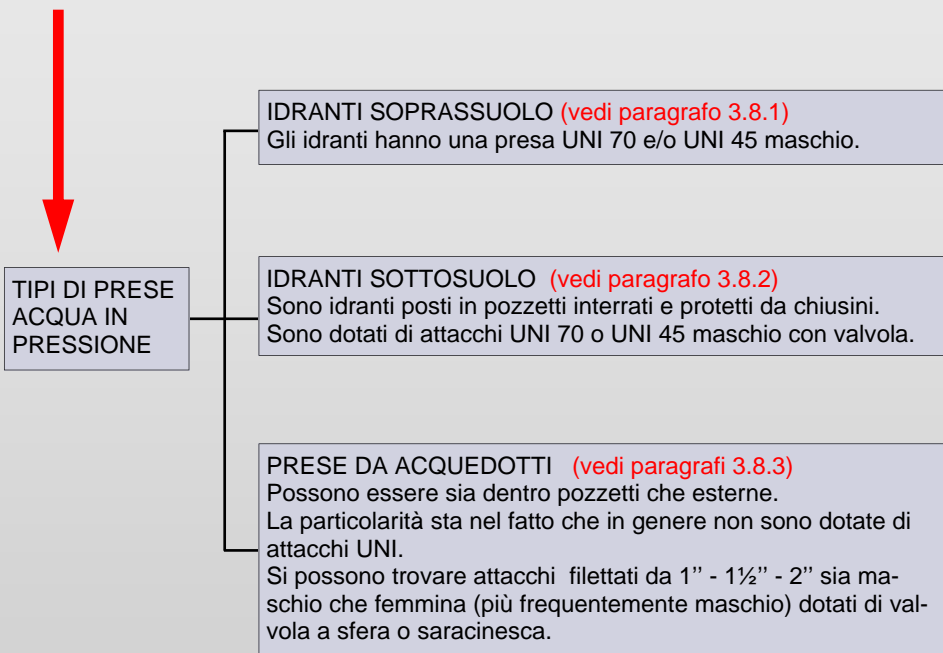 IDRANTI SOPRASSUOLO (vedi paragrafo 3.8.1)
Gli idranti hanno una presa UNI 70 e/o UNI 45 maschio.
TIPI DI PRESE
ACQUA IN
PRESSIONE
IDRANTI SOTTOSUOLO (vedi paragrafo 3.8.2)
Sono idranti posti in pozzetti interrati e protetti da chiusini.
Sono dotati di attacchi UNI 70 o UNI 45 maschio con valvola.
PRESE DA ACQUEDOTTI (vedi paragrafi 3.8.3)
Possono essere sia dentro pozzetti che esterne.
La particolarità sta nel fatto che in genere non sono dotate di
attacchi UNI.
Si possono trovare attacchi filettati da 1’’ - 1½’’ - 2’’ sia ma-
schio che femmina (più frequentemente maschio) dotati di val-
vola a sfera o saracinesca.